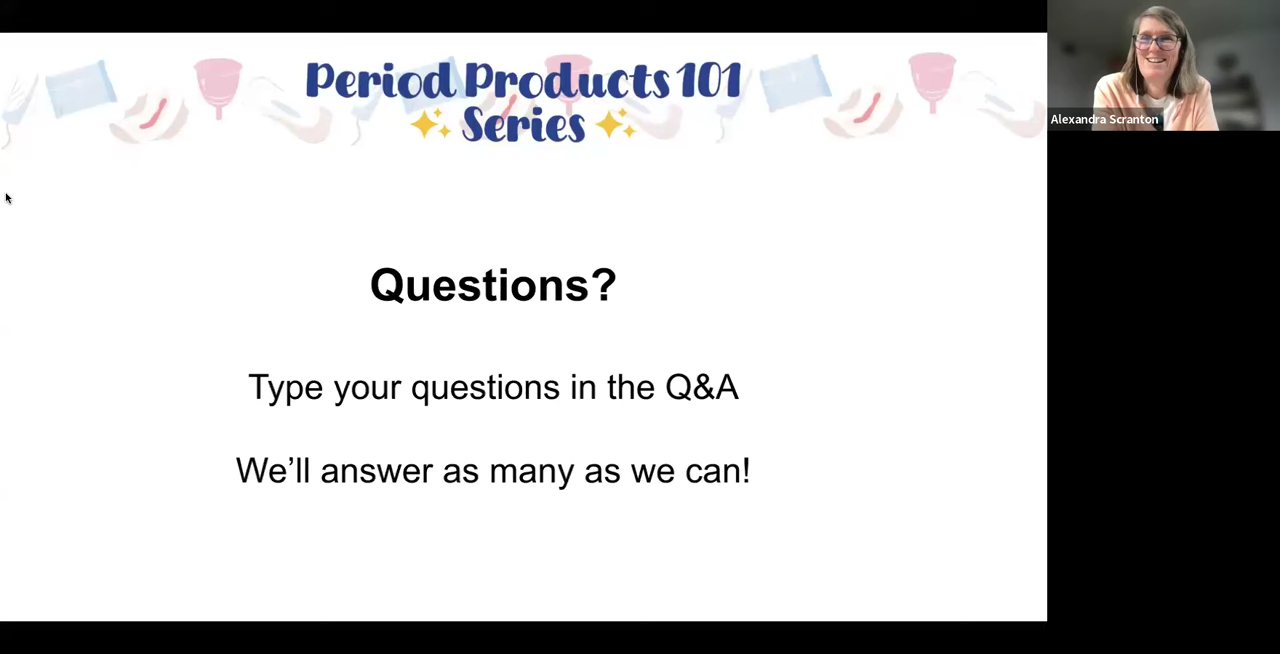 Period Products 101
Series
Alexandra Scranton
Questions?
Type your questions in the Q&A
We’ll answer as many as we can!